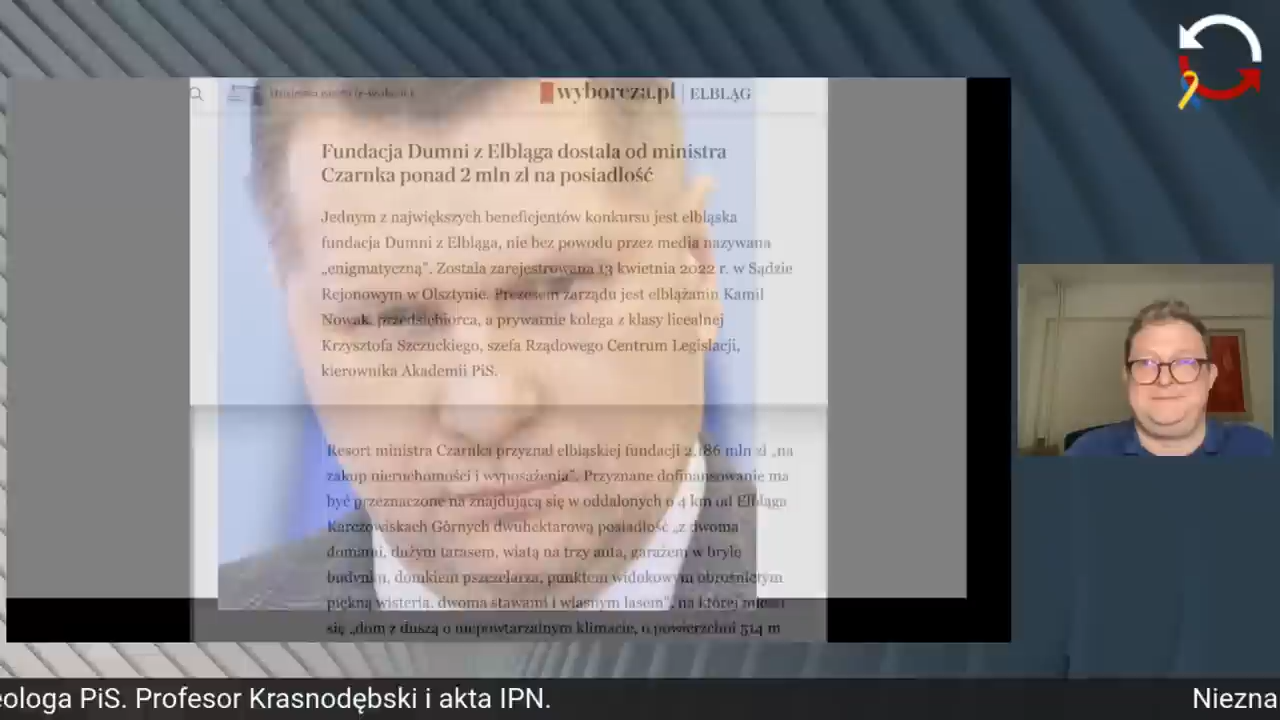 wyborcza.pl | ELBLĄG
Fundacja Dumni z Elbląga dostała od ministra
Czarnka ponad 2 mln zł na posiadłość
Jednym z największych beneficjentów konkursu jest elbląska
fundacja Dumni z Elbląga, nie bez powodu przez media nazywana
„enigmatyczną”. Została zarejestrowana 13 kwietnia 2022 r. w Sądzie
Rejonowym w Olsztynie. Prezesem zarządu jest elblążanin Kamil
Nowak, przedsiębiorca, a prywatnie kolega z klasy licealnej
Krzysztofa Szczuckiego, szefa Rządowego Centrum Legislacji,
kierownika Akademii PiS.
Resort ministra Czarnka przyznał elbląskiej fundacji 2,186 mln zł „na
zakup nieruchomości i wyposażenia”. Przyznane dofinansowanie ma
być przeznaczone na znajdującą się w oddalonych o 4 km od Elbląga
Karczowiskach Górnych dwuhektarową posiadłość „z dwoma
domami, dużym tarasem, wiatą na trzy auta, garażem w bryle
budynku, domkiem pszczelarza, punktem widokowym obrośniętym
piękną wisterią, dwoma stawami i własnym lasem”, na której mieści
się „dom z duszą o niepowtarzalnym klimacie, o powierzchni 514 m
eologa PiS. Profesor Krasnodębski i akta IPN.
Niezna